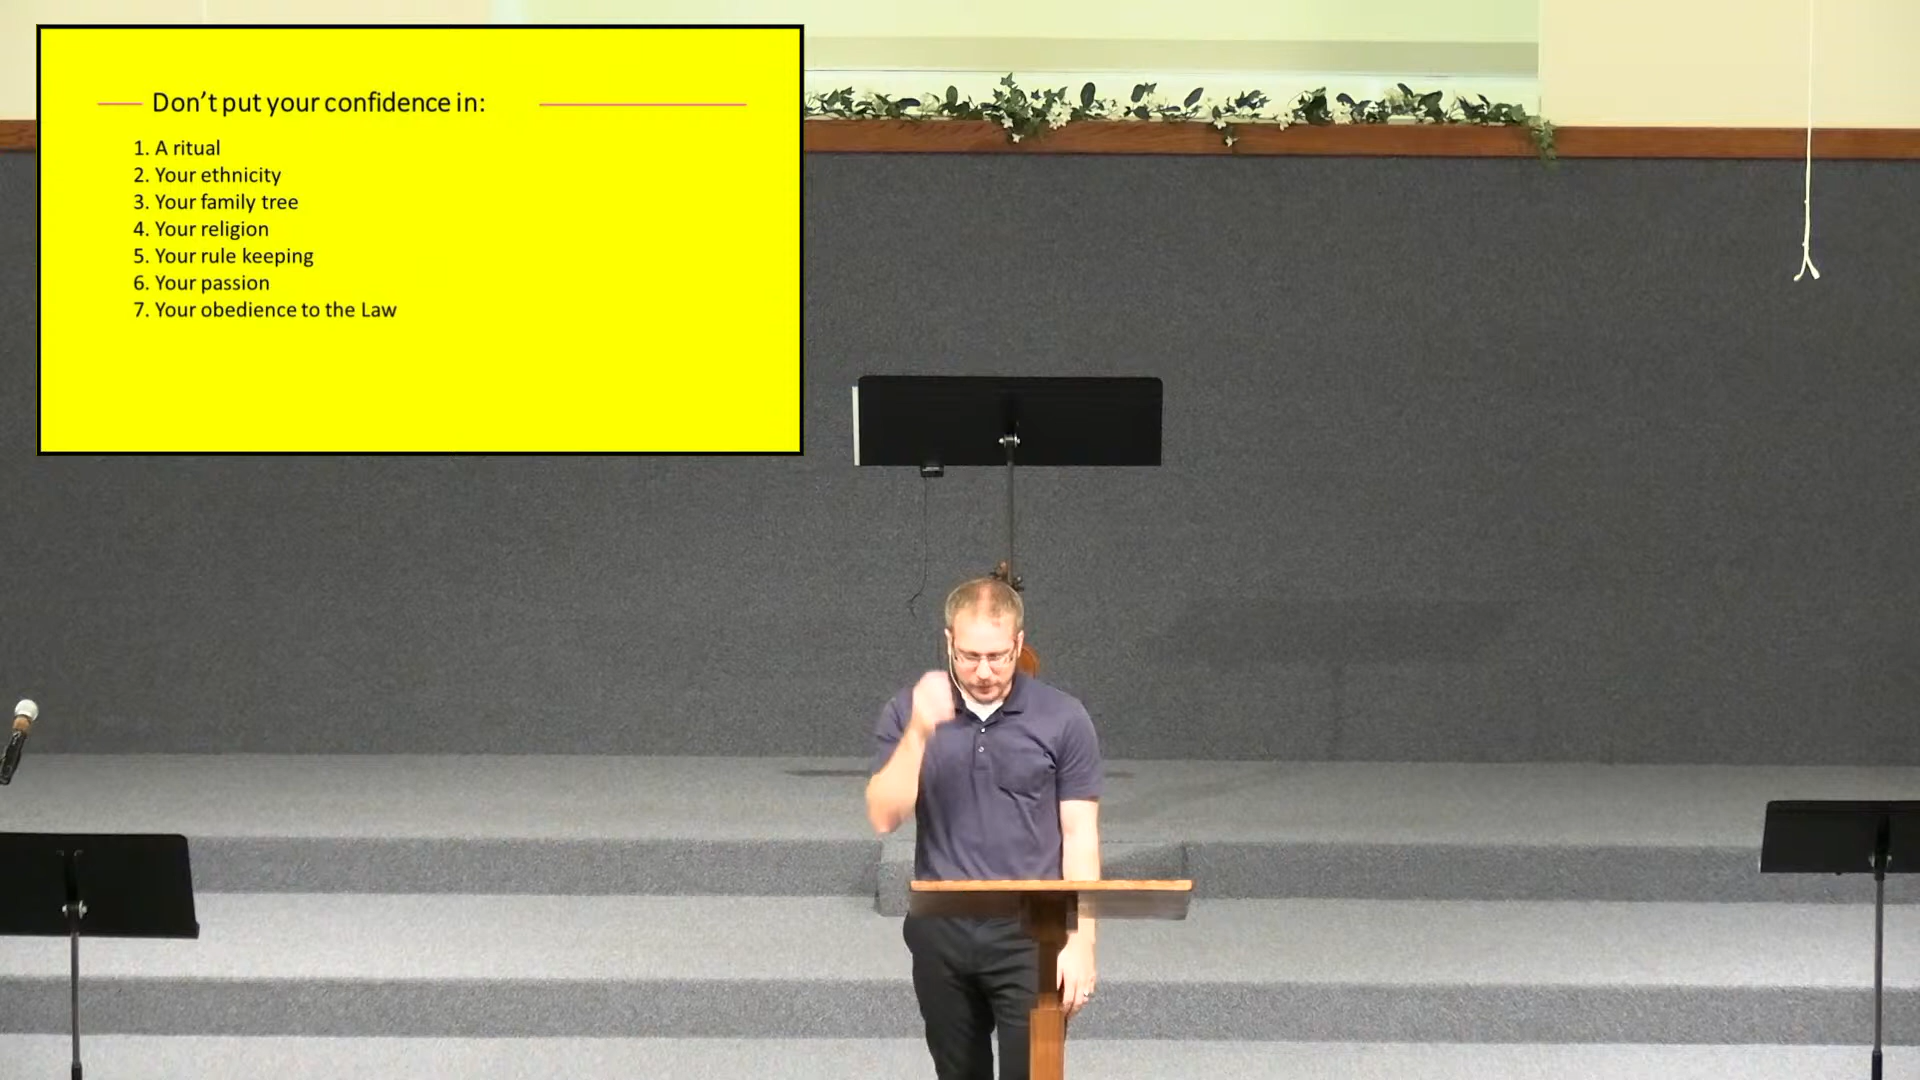 Don't put your confidence in:
1. A ritual
2. Your ethnicity
3. Your family tree
4. Your religion
5. Your rule keeping
6. Your passion
7. Your obedience to the Law